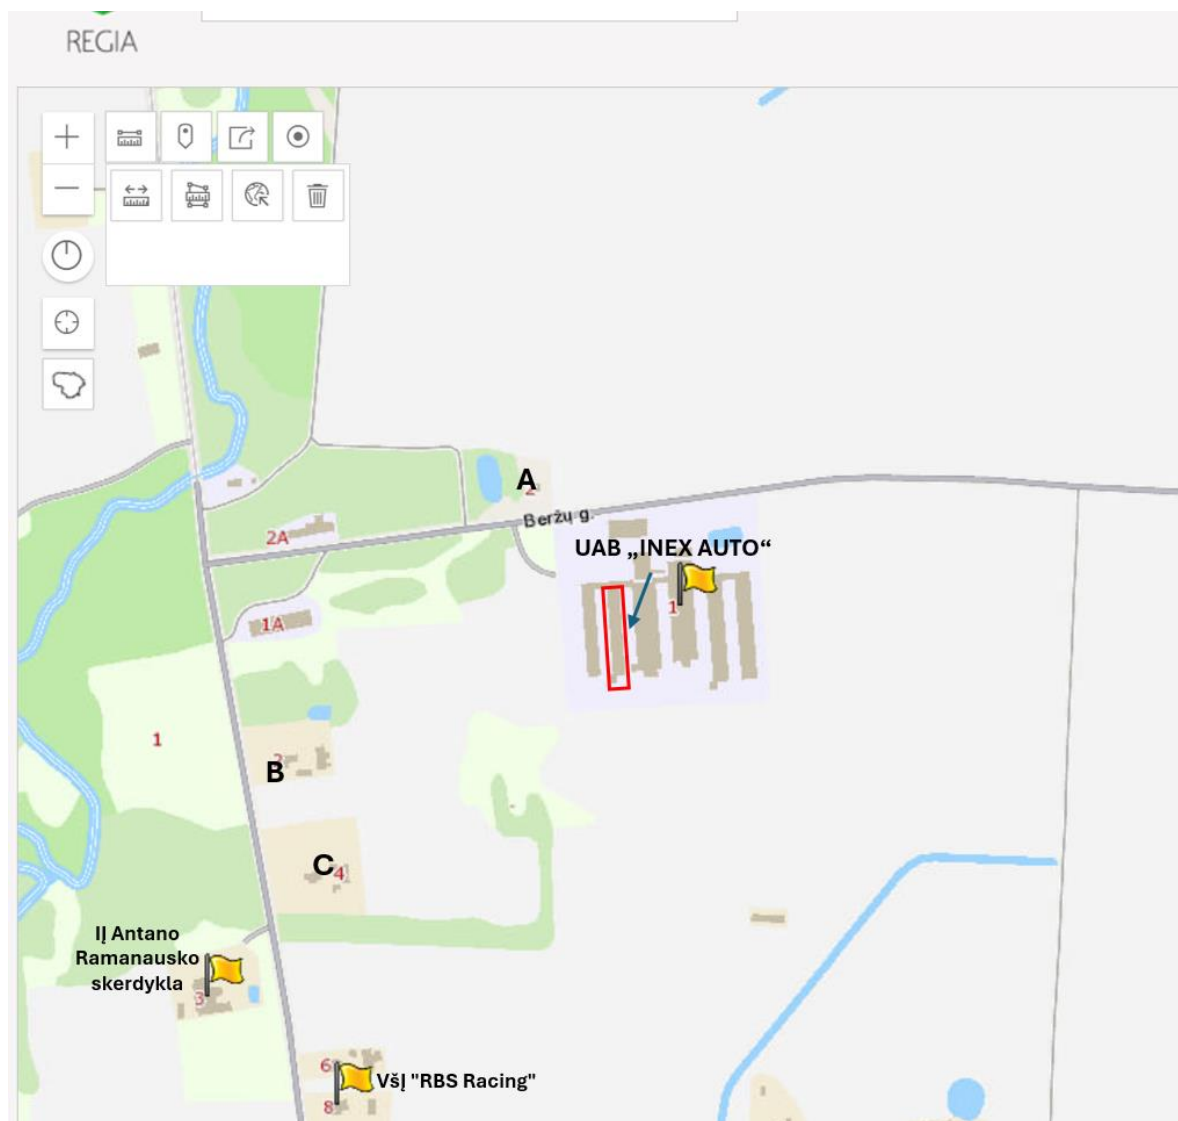 REGIA
A
2
Beržų g.
2A
UAB „INEX AUTO“
1
1A
1
B
C
4
IĮ Antano
Ramanausko
skerdykla
3
6
VšĮ "RBS Racing"
8